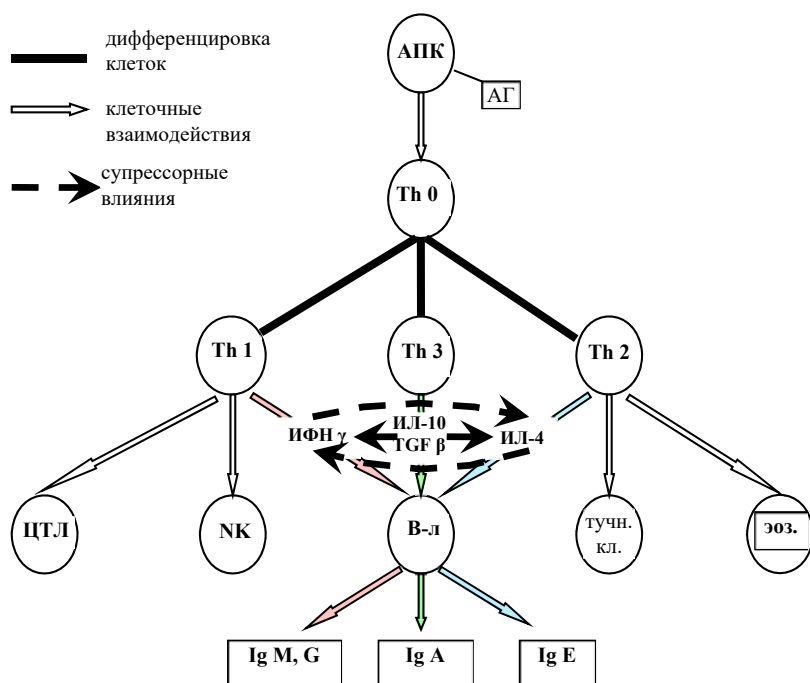 дифференцировка
клеток
клеточные
взаимодействия
супрессорные
влияния
АПК
АГ
Th 0
Th 1
Th 3
Th 2
ИФН γ
ИЛ-10
TGF β
ИЛ-4
ЦТЛ
NK
В-л
тучн.
кл.
эоз.
Ig M, G
Ig A
Ig E